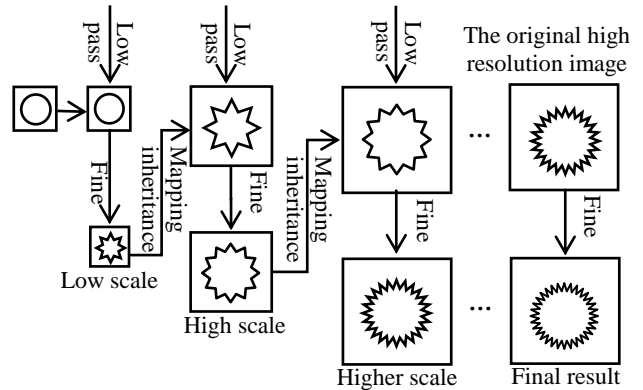 Low
pass
Low
pass
Low
pass
The original high
resolution image
Fine
Mapping
inheritance
Fine
Mapping
inheritance
Fine
Fine
...
Low scale
High scale
...
Higher scale
Final result